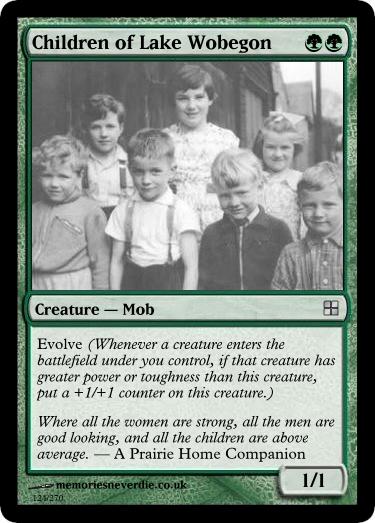 Children of Lake Wobegon
Creature — Mob
Evolve (Whenever a creature enters the
battlefield under you control, if that creature has
greater power or toughness than this creature,
put a +1/+1 counter on this creature.)
Where all the women are strong, all the men are
good looking, and all the children are above
average. — A Prairie Home Companion
memoriesneverdie.co.uk
1/1
124/270